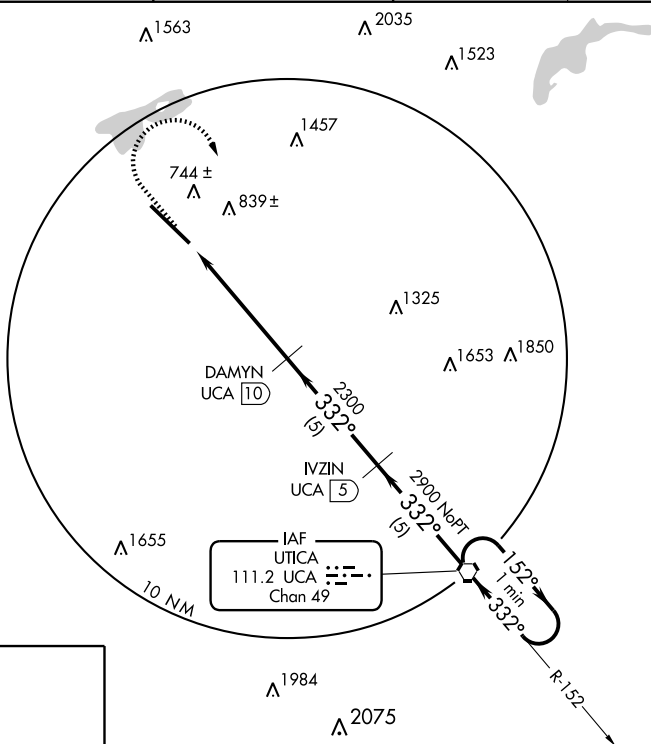 1563
2035
1523
1457
744 ±
839 ±
1325
1653
1850
DAMYN
UCA 10
2300
332°
(5)
IVZIN
UCA 5
2900 NoPT
332°
(5)
1655
IAF
UTICA
111.2 UCA
Chan 49
152°
1 min
332°
10 NM
R-152
1984
2075